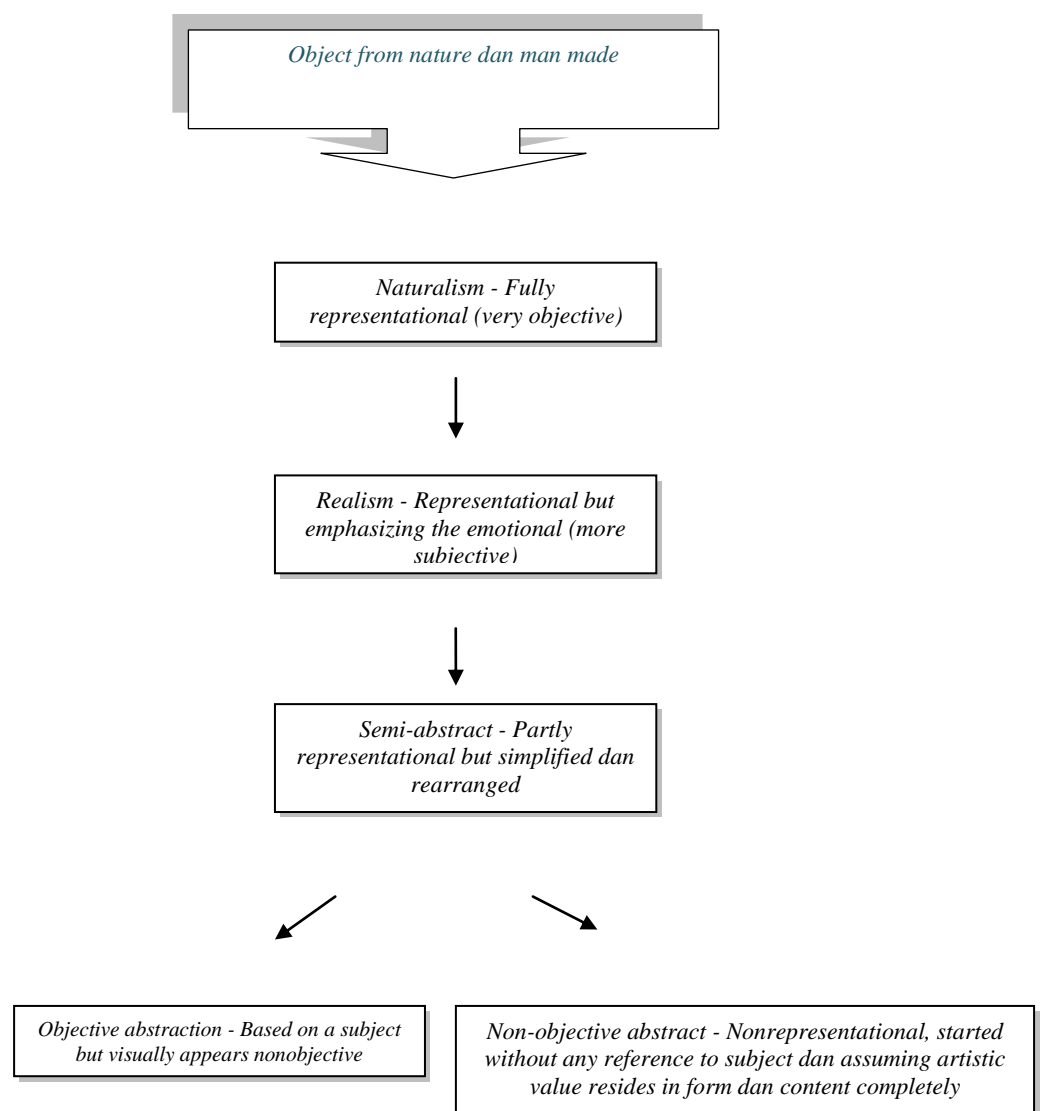 Object from nature dan man made
Naturalism - Fully
representational (very objective)
Realism - Representational but
emphasizing the emotional (more
subjective)
Semi-abstract - Partly
representational but simplified dan
rearranged
Objective abstraction - Based on a subject
but visually appears nonobjective
Non-objective abstract - Nonrepresentational, started
without any reference to subject dan assuming artistic
value resides in form dan content completely